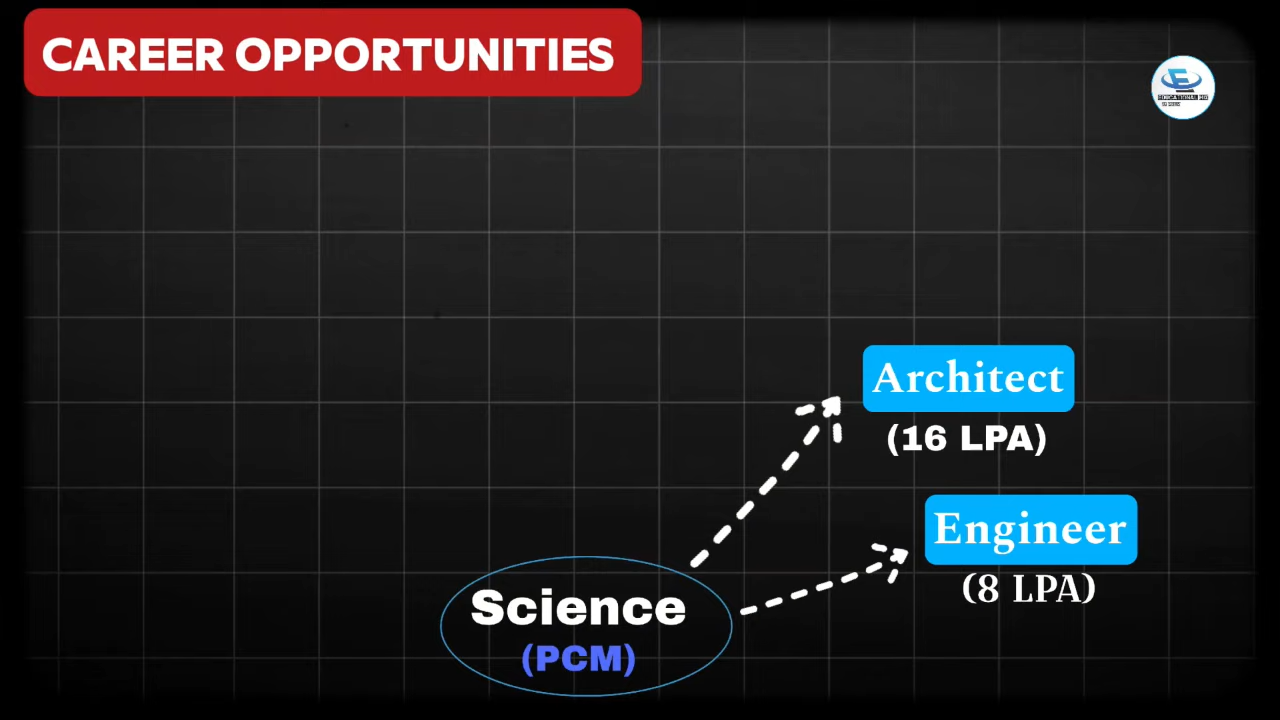 CAREER OPPORTUNITIES
Architect
(16 LPA)
Engineer
(8 LPA)
Science
(PCM)